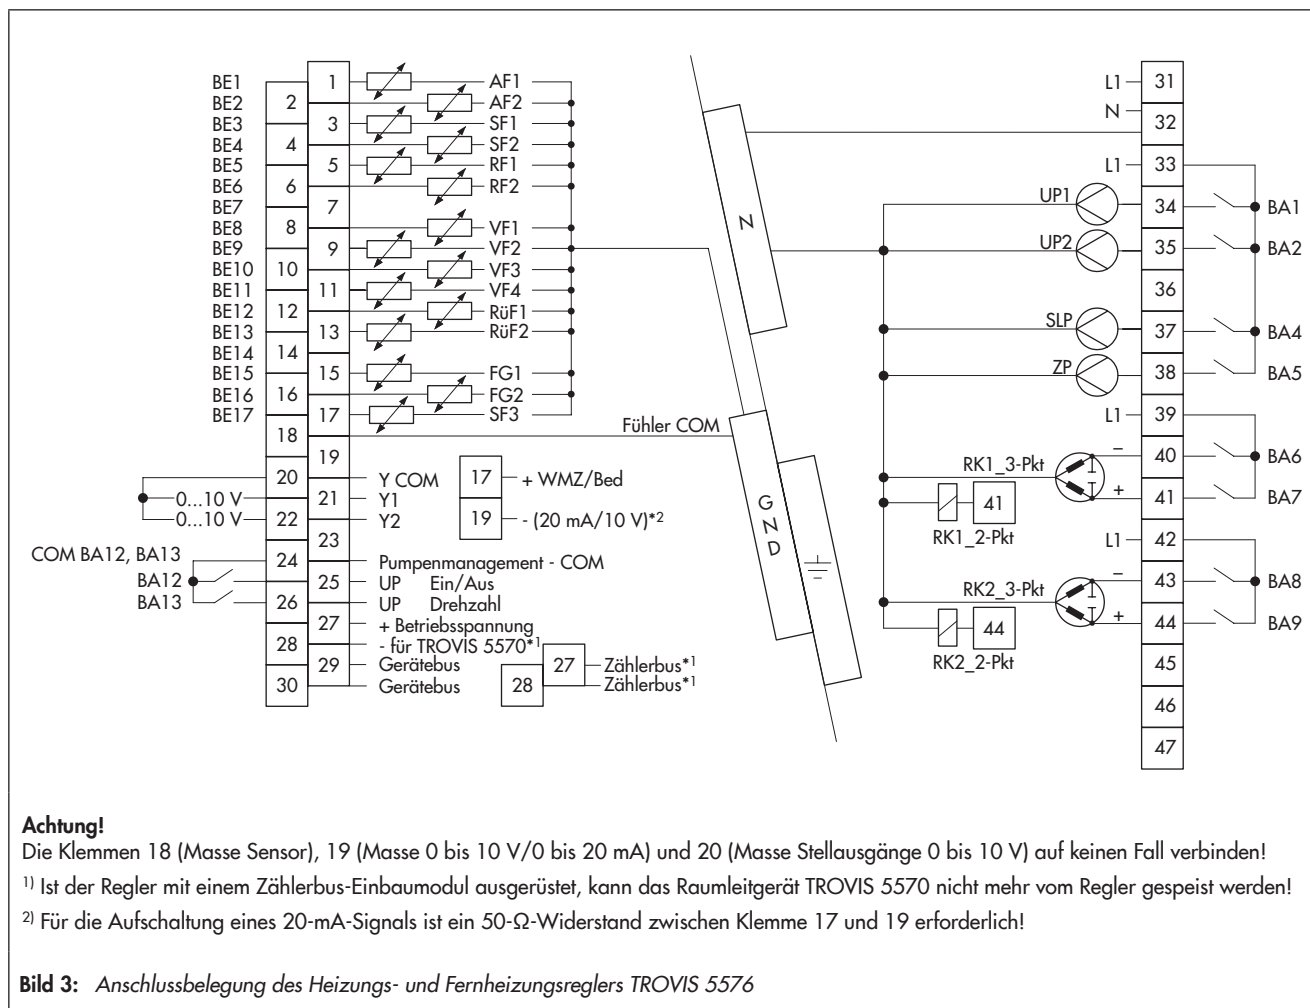 BE1 1 AF1
BE2 2 AF2
BE3 3 SF1
BE4 4 SF2
BE5 5 RF1
BE6 6 RF2
BE7 7
BE8 8 VF1
BE9 9 VF2
BE10 10 VF3
BE11 11 VF4
BE12 12 RüF1
BE13 13 RüF2
BE14 14
BE15 15 FG1
BE16 16 FG2
BE17 17 SF3
18 Fühler COM
19
20 Y COM
0...10 V 21 Y1
0...10 V 22 Y2
23
COM BA12, BA13 24 Pumpenmanagement - COM
BA12 25 UP Ein/Aus
BA13 26 UP Drehzahl
27 + Betriebsspannung
28 - für TROVIS 5570*1)
29 Gerätebus
30 Gerätebus
17 + WMZ/Bed
19 - (20 mA/10 V)*2
27 Zählerbus*1)
28 Zählerbus*1)
N
GND
L1 31
N 32
L1 33
UP1 34 BA1
UP2 35 BA2
36
SLP 37 BA4
ZP 38 BA5
L1 39
RK1_3-Pkt − 40 BA6
41 + 41 BA7
RK1_2-Pkt
L1 42
RK2_3-Pkt − 43 BA8
44 + 44 BA9
RK2_2-Pkt
45
46
47
Achtung!
Die Klemmen 18 (Masse Sensor), 19 (Masse 0 bis 10 V/0 bis 20 mA) und 20 (Masse Stellausgänge 0 bis 10 V) auf keinen Fall verbinden!
1) Ist der Regler mit einem Zählerbus-Einbaumodul ausgerüstet, kann das Raumleitgerät TROVIS 5570 nicht mehr vom Regler gespeist werden!
2) Für die Aufschaltung eines 20-mA-Signals ist ein 50-Ω-Widerstand zwischen Klemme 17 und 19 erforderlich!
Bild 3: Anschlussbelegung des Heizungs- und Fernheizungsreglers TROVIS 5576